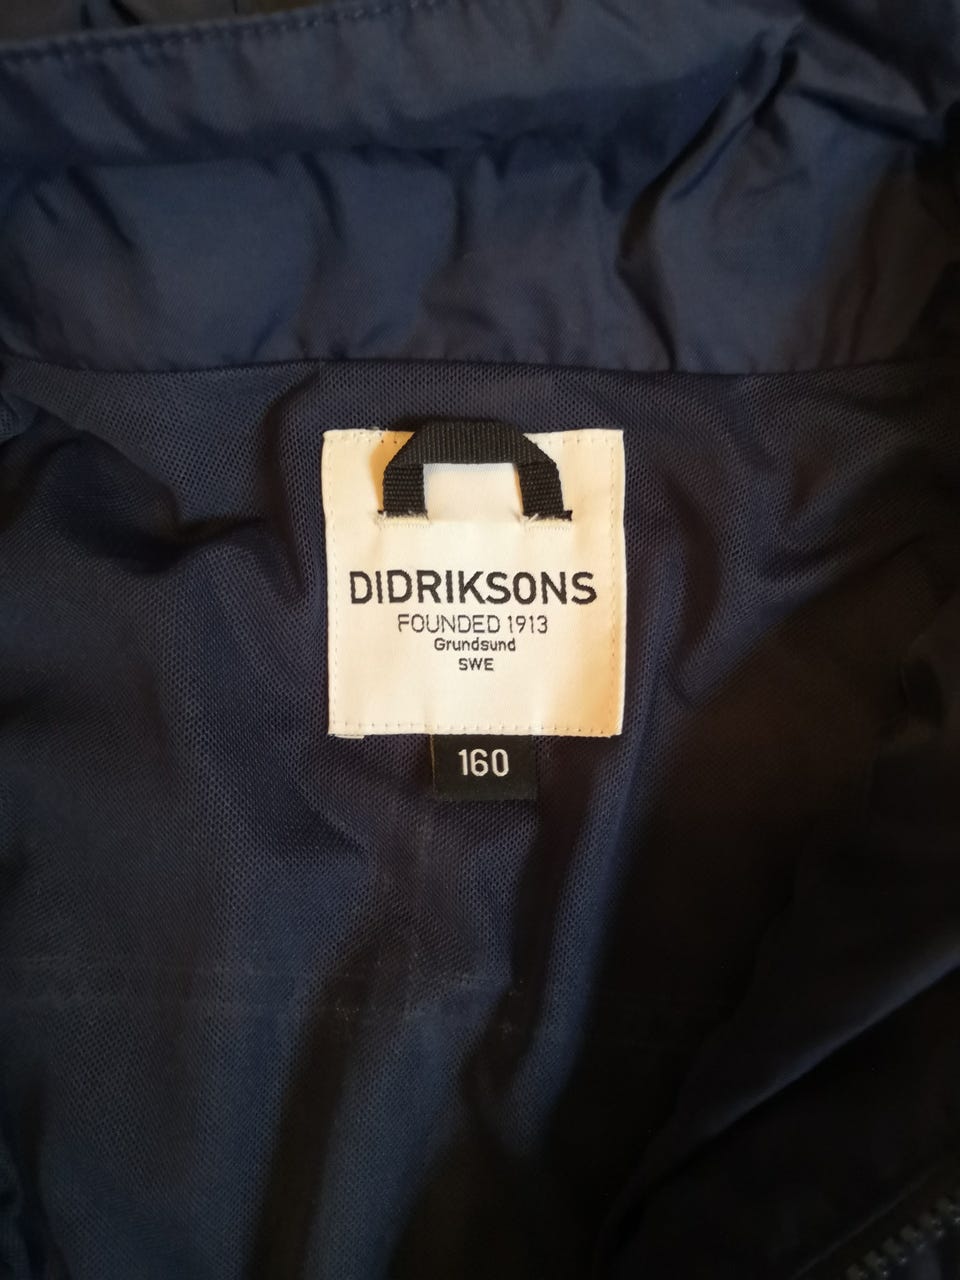 DIDRIKSONS
FOUNDED 1913
Grundsund
SWE
160